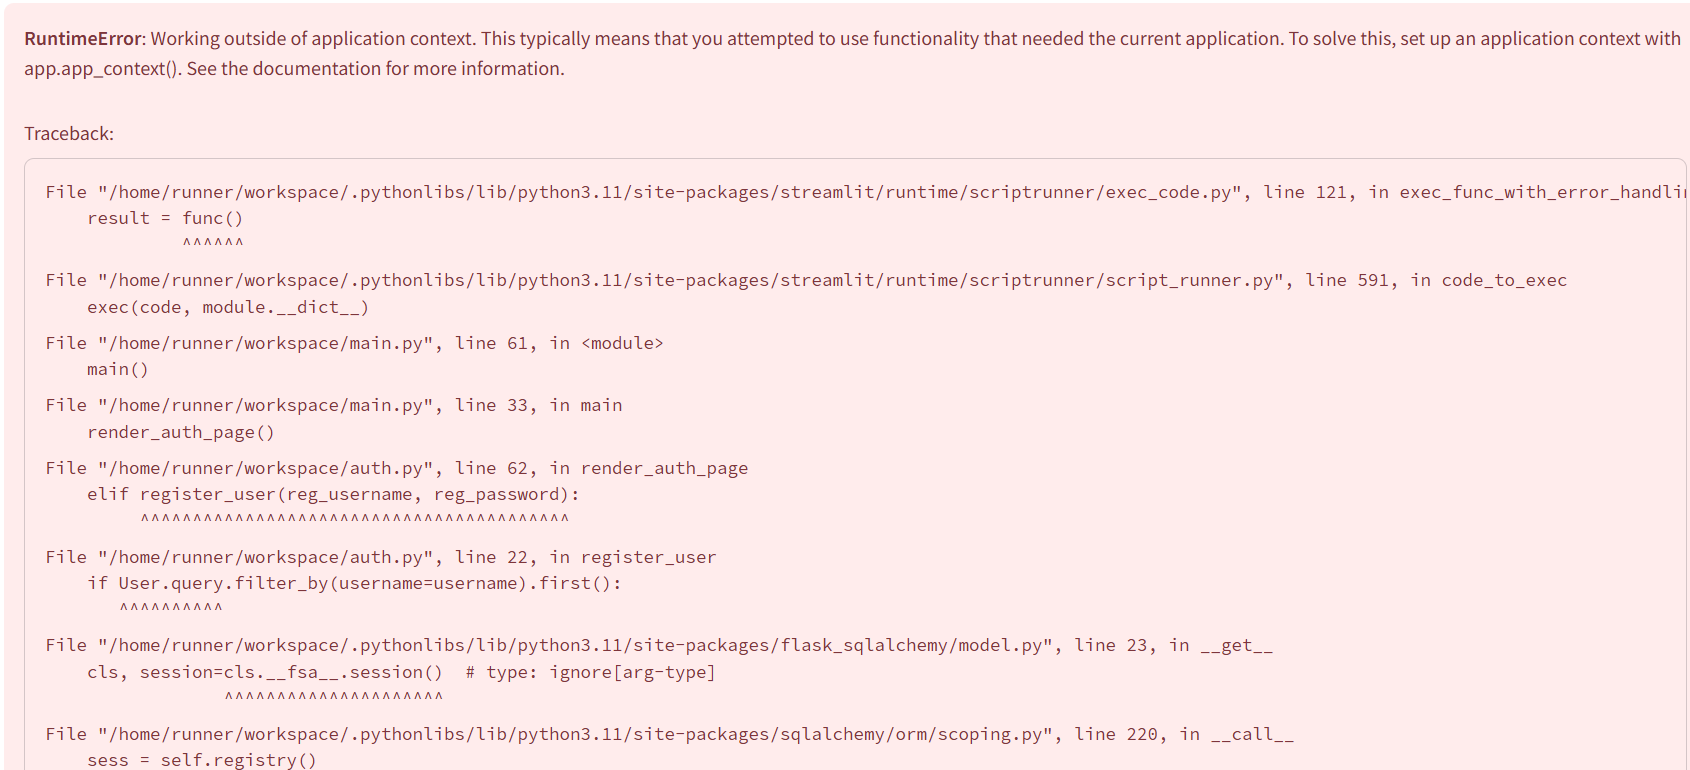 RuntimeError: Working outside of application context. This typically means that you attempted to use functionality that needed the current application. To solve this, set up an application context with
app.app_context(). See the documentation for more information.
Traceback:
File "/home/runner/workspace/.pythonlibs/lib/python3.11/site-packages/streamlit/runtime/scriptrunner/exec_code.py", line 121, in exec_func_with_error_handlin
result = func()
^^^^^^
File "/home/runner/workspace/.pythonlibs/lib/python3.11/site-packages/streamlit/runtime/scriptrunner/script_runner.py", line 591, in code_to_exec
exec(code, module.__dict__)
File "/home/runner/workspace/main.py", line 61, in <module>
main()
File "/home/runner/workspace/main.py", line 33, in main
render_auth_page()
File "/home/runner/workspace/auth.py", line 62, in render_auth_page
elif register_user(reg_username, reg_password):
^^^^^^^^^^^^^^^^^^^^^^^^^^^^^^^^^^^^^^^^^
File "/home/runner/workspace/auth.py", line 22, in register_user
if User.query.filter_by(username=username).first():
^^^^^^^^^^
File "/home/runner/workspace/.pythonlibs/lib/python3.11/site-packages/flask_sqlalchemy/model.py", line 23, in __get__
cls, session=cls.__fsa__.session()  # type: ignore[arg-type]
^^^^^^^^^^^^^^^^^^^^^
File "/home/runner/workspace/.pythonlibs/lib/python3.11/site-packages/sqlalchemy/orm/scoping.py", line 220, in __call__
sess = self.registry()